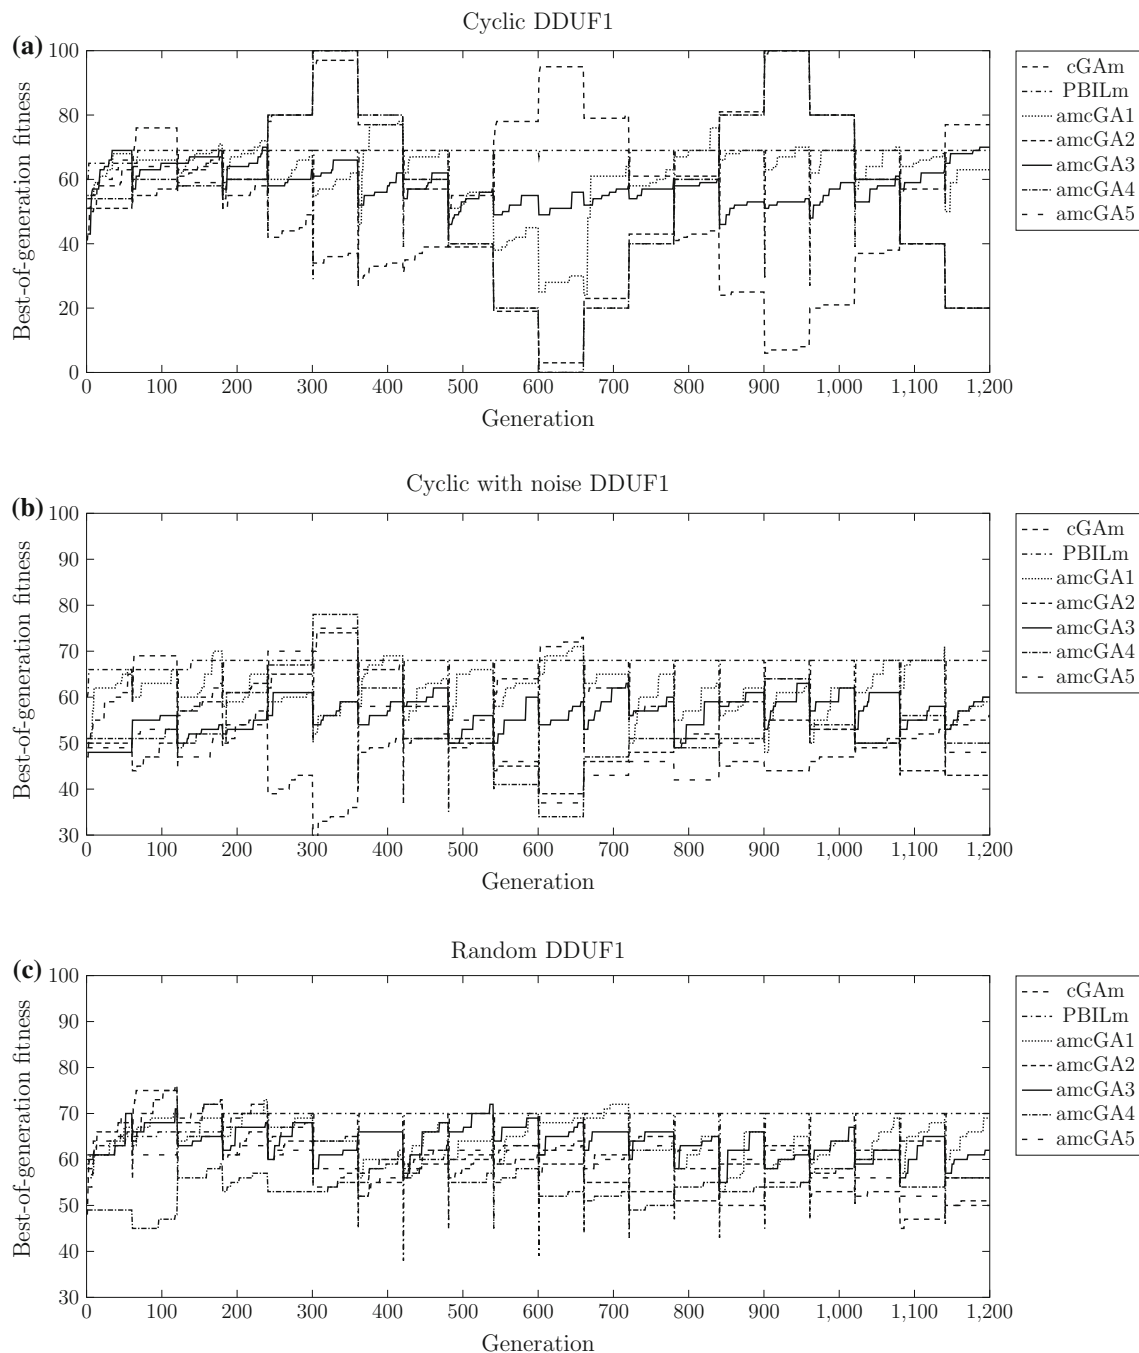 Cyclic DDUF1
(a)
100
80
60
40
20
0
Best-of-generation fitness
0 100 200 300 400 500 600 700 800 900 1,000 1,100 1,200
Generation
cGAm
PBILm
amcGA1
amcGA2
amcGA3
amcGA4
amcGA5
Cyclic with noise DDUF1
(b)
100
90
80
70
60
50
40
30
Best-of-generation fitness
0 100 200 300 400 500 600 700 800 900 1,000 1,100 1,200
Generation
cGAm
PBILm
amcGA1
amcGA2
amcGA3
amcGA4
amcGA5
Random DDUF1
(c)
100
90
80
70
60
50
40
30
Best-of-generation fitness
0 100 200 300 400 500 600 700 800 900 1,000 1,100 1,200
Generation
cGAm
PBILm
amcGA1
amcGA2
amcGA3
amcGA4
amcGA5